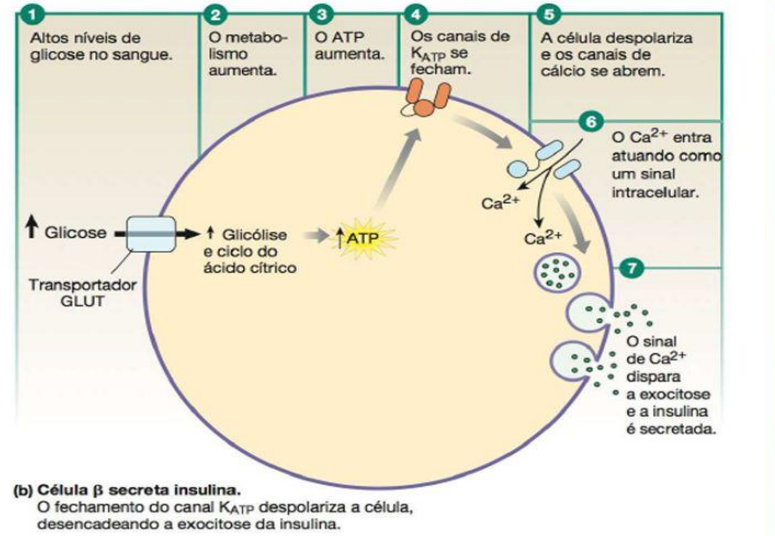 1
Altos níveis de
glicose no sangue.
2
O metabo-
lismo
aumenta.
3
O ATP
aumenta.
4
Os canais de
KATP se
fecham.
5
A célula despolariza
e os canais de
cálcio se abrem.
6
O Ca2+ entra
atuando como
um sinal
intracelular.
Ca2+
Ca2+
Glicose
Transportador
GLUT
Glicólise
e ciclo do
ácido cítrico
ATP
7
O sinal
de Ca2+
dispara
a exocitose
e a insulina
é secretada.
(b) Célula β secreta insulina.
O fechamento do canal KATP despolariza a célula,
desencadeando a exocitose da insulina.